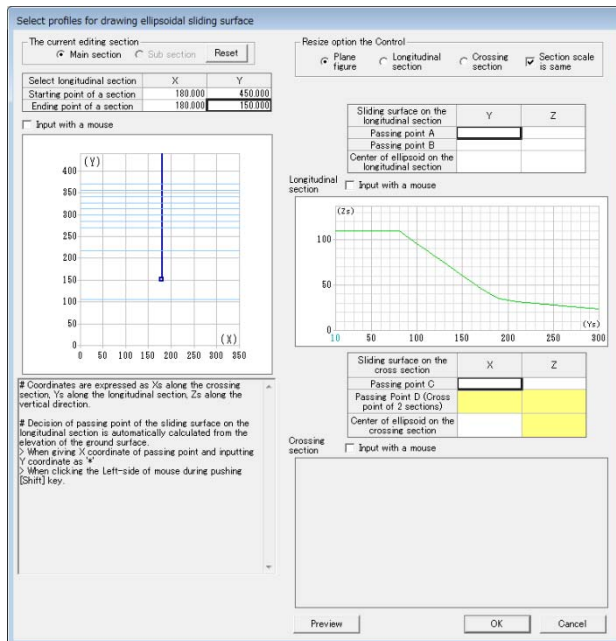 Select profiles for drawing ellipsoidal sliding surface
The current editing section
Main section
Sub section
Reset
Select longitudinal section X Y
Starting point of a section 180.000 450.000
Ending point of a section 180.000 150.000
Input with a mouse
(Y)
400
350
300
250
200
150
100
50
0
(X)
0 50 100 150 200 250 300 350
# Coordinates are expressed as Xs along the crossing
section, Ys along the longitudinal section, Zs along the
vertical direction.
# Decision of passing point of the sliding surface on the
longitudinal section is automatically calculated from the
elevation of the ground surface.
> When giving X coordinate of passing point and inputting
Y coordinate as '*'
> When clicking the Left-side of mouse during pushing
[Shift] key.
Resize option the Control
Plane
figure
Longitudinal
section
Crossing
section
Section scale
is same
Sliding surface on the
longitudinal section
Y Z
Passing point A
Passing point B
Center of ellipsoid on the
longitudinal section
Longitudinal
section
Input with a mouse
(Zs)
100
50
0
(Ys)
10 50 100 150 200 250 300
Sliding surface on the
cross section
X Z
Passing point C
Passing Point D (Cross
point of 2 sections)
Center of ellipsoid on the
crossing section
Crossing
section
Input with a mouse
Preview OK Cancel